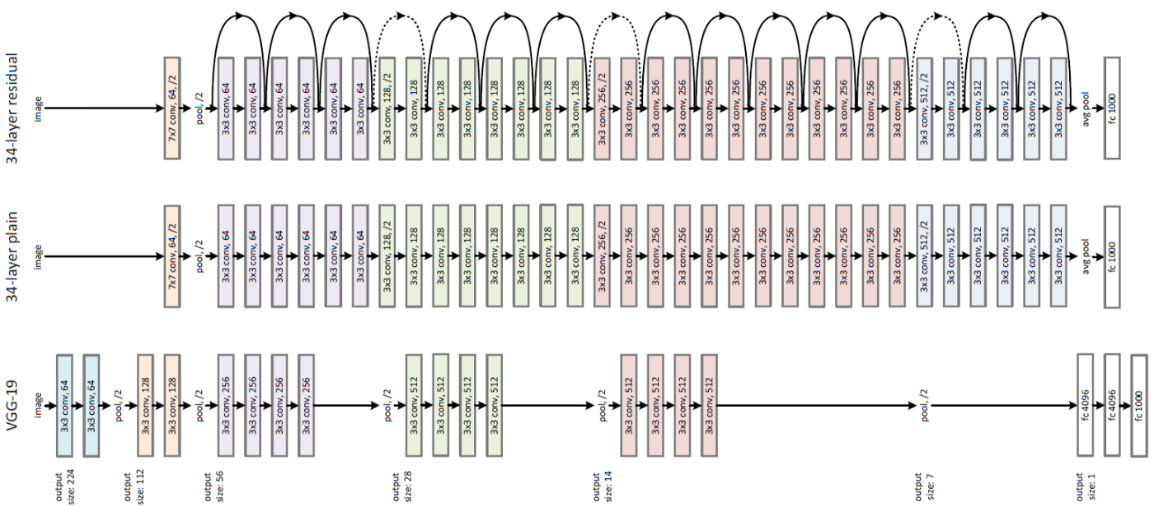 output
size: 224
output
size: 112
output
size: 56
output
size: 28
output
size: 14
output
size: 7
output
size: 1
VGG-19
image
3x3 conv, 64
3x3 conv, 64
pool, /2
3x3 conv, 128
3x3 conv, 128
pool, /2
3x3 conv, 256
3x3 conv, 256
3x3 conv, 256
3x3 conv, 256
pool, /2
3x3 conv, 512
3x3 conv, 512
3x3 conv, 512
3x3 conv, 512
pool, /2
3x3 conv, 512
3x3 conv, 512
3x3 conv, 512
3x3 conv, 512
pool, /2
fc 4096
fc 4096
fc 1000
34-layer plain
image
7x7 conv, 64, /2
pool, /2
3x3 conv, 64
3x3 conv, 64
3x3 conv, 64
3x3 conv, 64
3x3 conv, 64
3x3 conv, 64
3x3 conv, 128, /2
3x3 conv, 128
3x3 conv, 128
3x3 conv, 128
3x3 conv, 128
3x3 conv, 128
3x3 conv, 128
3x3 conv, 128
3x3 conv, 256, /2
3x3 conv, 256
3x3 conv, 256
3x3 conv, 256
3x3 conv, 256
3x3 conv, 256
3x3 conv, 256
3x3 conv, 256
3x3 conv, 256
3x3 conv, 256
3x3 conv, 256
3x3 conv, 256
3x3 conv, 512, /2
3x3 conv, 512
3x3 conv, 512
3x3 conv, 512
3x3 conv, 512
3x3 conv, 512
avg pool
fc 1000
34-layer residual
image
7x7 conv, 64, /2
pool, /2
3x3 conv, 64
3x3 conv, 64
3x3 conv, 64
3x3 conv, 64
3x3 conv, 64
3x3 conv, 64
3x3 conv, 128, /2
3x3 conv, 128
3x3 conv, 128
3x3 conv, 128
3x3 conv, 128
3x3 conv, 128
3x3 conv, 128
3x3 conv, 128
3x3 conv, 256, /2
3x3 conv, 256
3x3 conv, 256
3x3 conv, 256
3x3 conv, 256
3x3 conv, 256
3x3 conv, 256
3x3 conv, 256
3x3 conv, 256
3x3 conv, 256
3x3 conv, 256
3x3 conv, 256
3x3 conv, 512, /2
3x3 conv, 512
3x3 conv, 512
3x3 conv, 512
3x3 conv, 512
3x3 conv, 512
avg pool
fc 1000